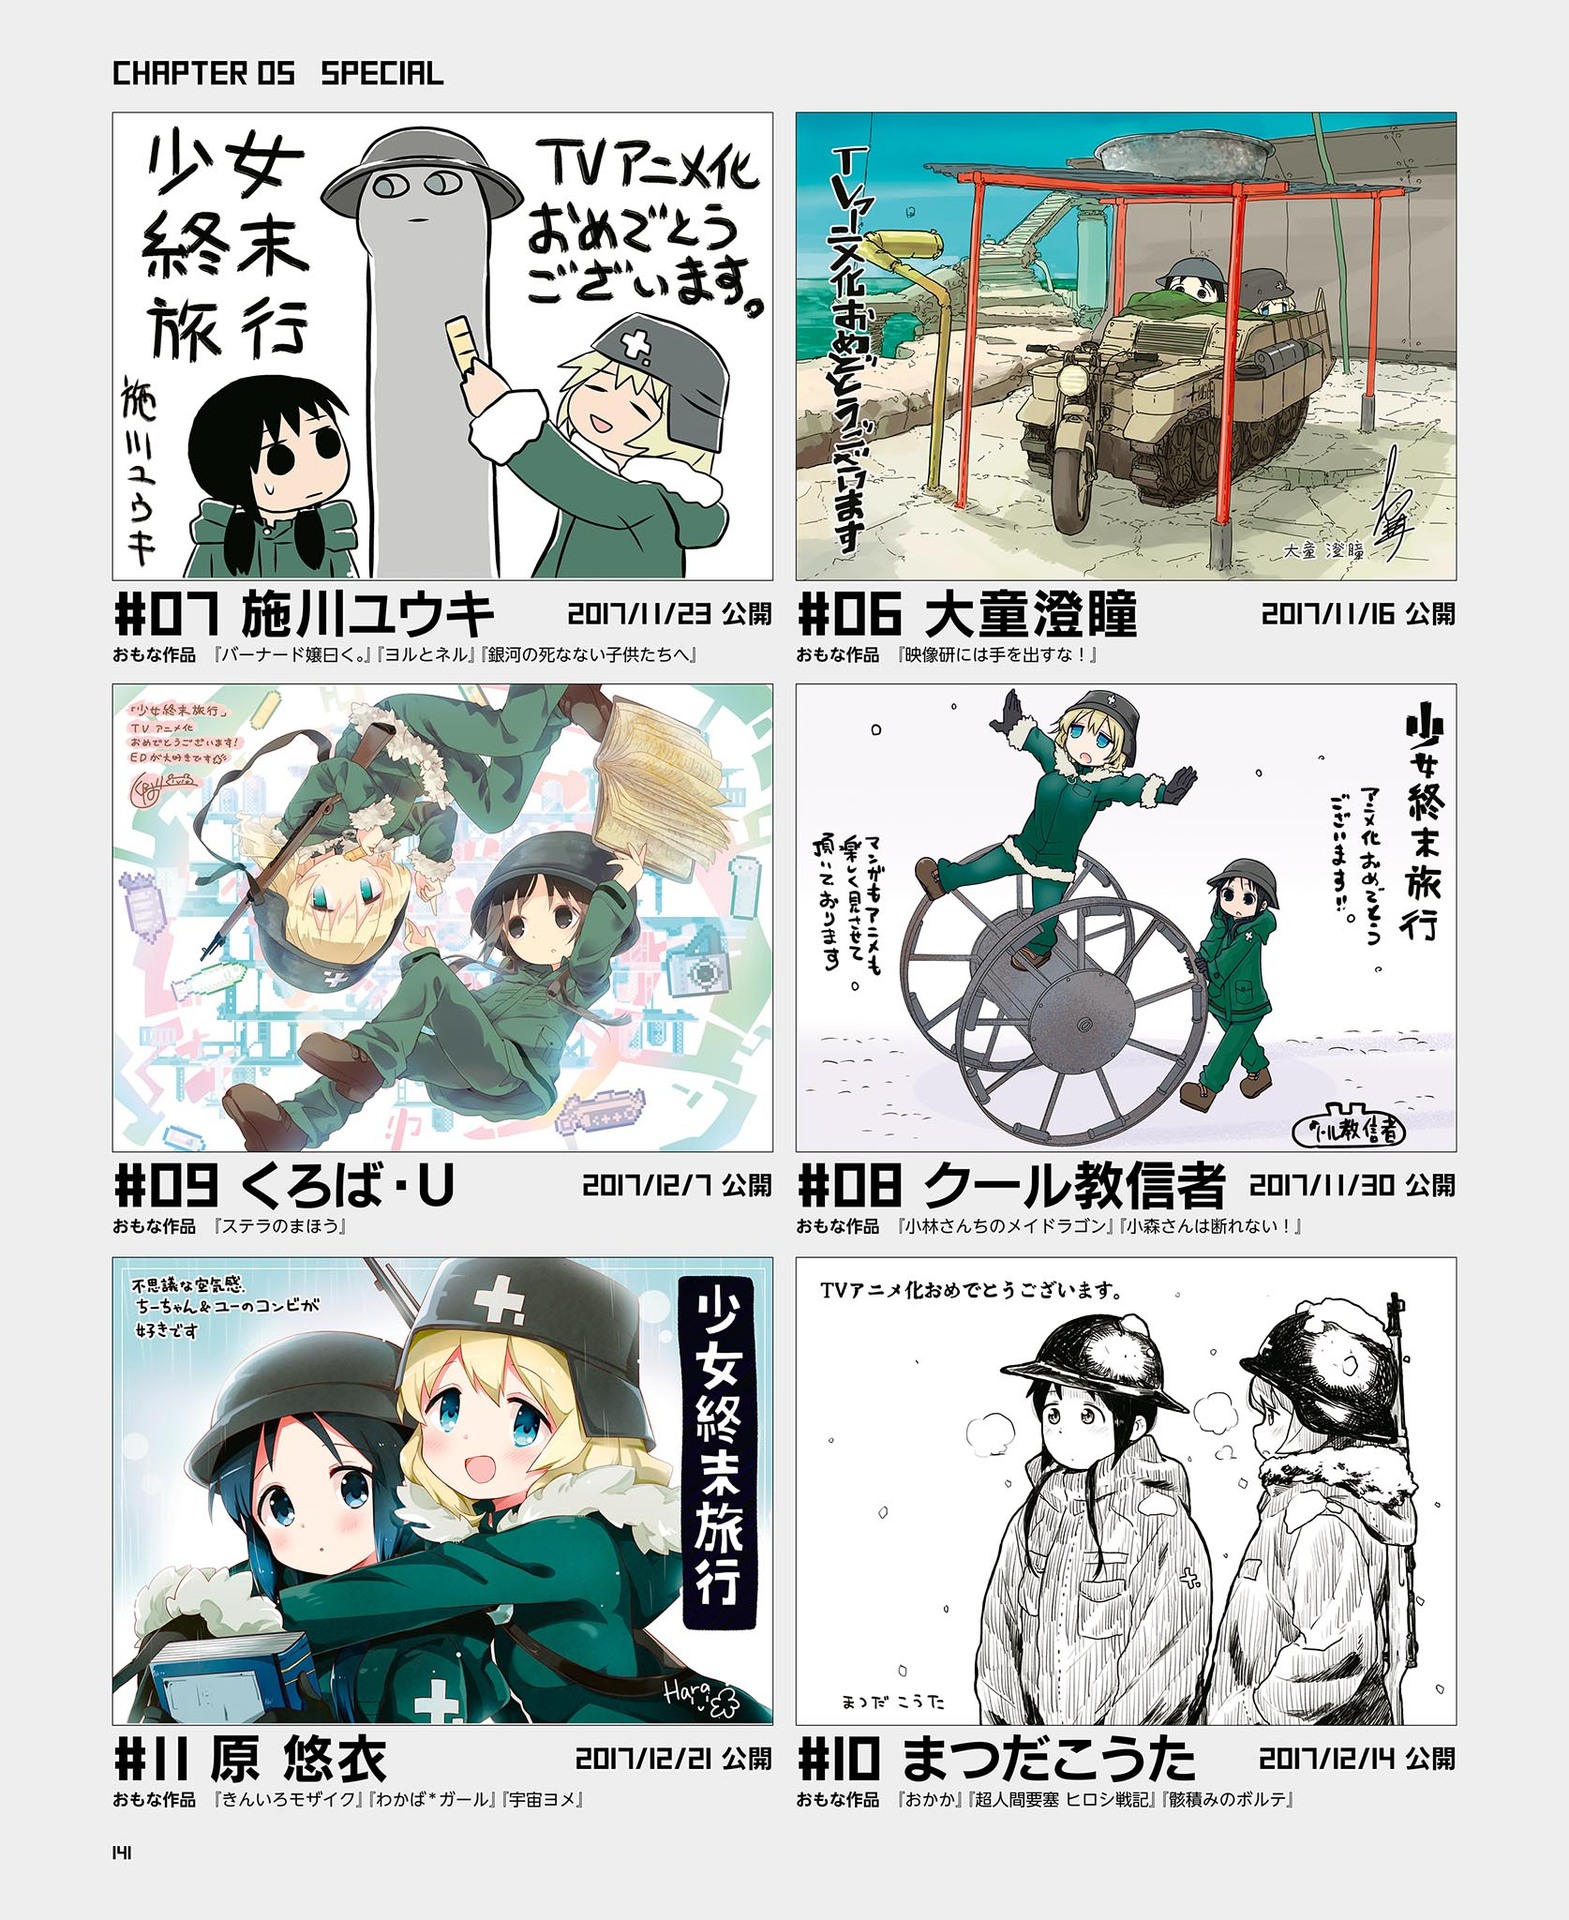 CHAPTER 05 SPECIAL
テレビアニメ化おめでとうございます
大童 澄瞳
#06 大童澄瞳 2017/11/16 公開
おもな作品 『映像研には手を出すな！』
少女
終末
旅行
TVアニメ化
おめでとう
ございます。
施川ユウキ
#07 施川ユウキ 2017/11/23 公開
おもな作品 『バーナード嬢曰く。』『ヨルとネル』『銀河の死なない子供たちへ』
少女終末旅行
アニメ化おめでとう
ございます!!。
マンガもアニメも
楽しく見させて
頂いております。
クール教信者
#08 クール教信者 2017/11/30 公開
おもな作品 『小林さんちのメイドラゴン』『小森さんは断れない！』
「少女終末旅行」
TVアニメ化
おめでとうございます!
EDが大好きです
#09 くろば・U 2017/12/7 公開
おもな作品 『ステラのまほう』
TVアニメ化おめでとうございます。
まつだこうた
#10 まつだこうた 2017/12/14 公開
おもな作品 『おかか』『超人間要塞 ヒロシ戦記』『骸積みのボルテ』
不思議な空気感、
ちーちゃん&ユーのコンビが
好きです
少女終末旅行
Hara
#11 原 悠衣 2017/12/21 公開
おもな作品 『きんいろモザイク』『わかば*ガール』『宇宙ヨメ』
141